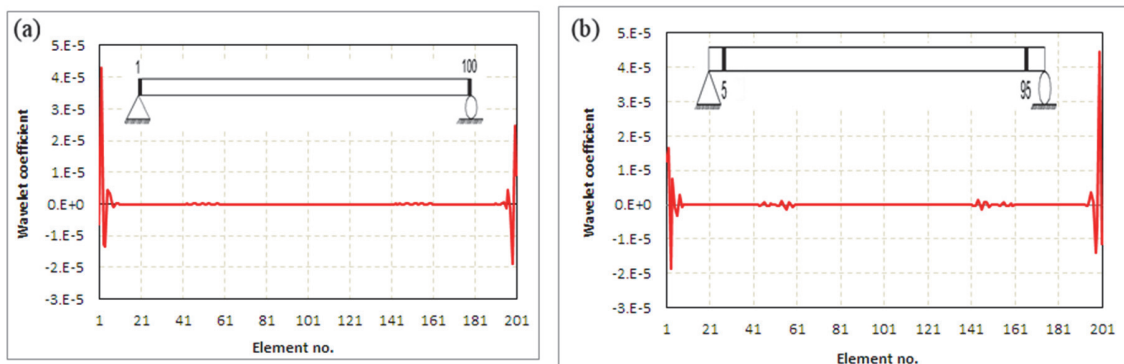 (a)
5.E-5
4.E-5
3.E-5
2.E-5
1.E-5
0.E+0
-1.E-5
-2.E-5
-3.E-5
Wavelet coefficient
1 100
1 21 41 61 81 101 121 141 161 181 201
Element no.
(b)
5.E-5
4.E-5
3.E-5
2.E-5
1.E-5
0.E+0
-1.E-5
-2.E-5
-3.E-5
Wavelet coefficient
5 95
1 21 41 61 81 101 121 141 161 181 201
Element no.